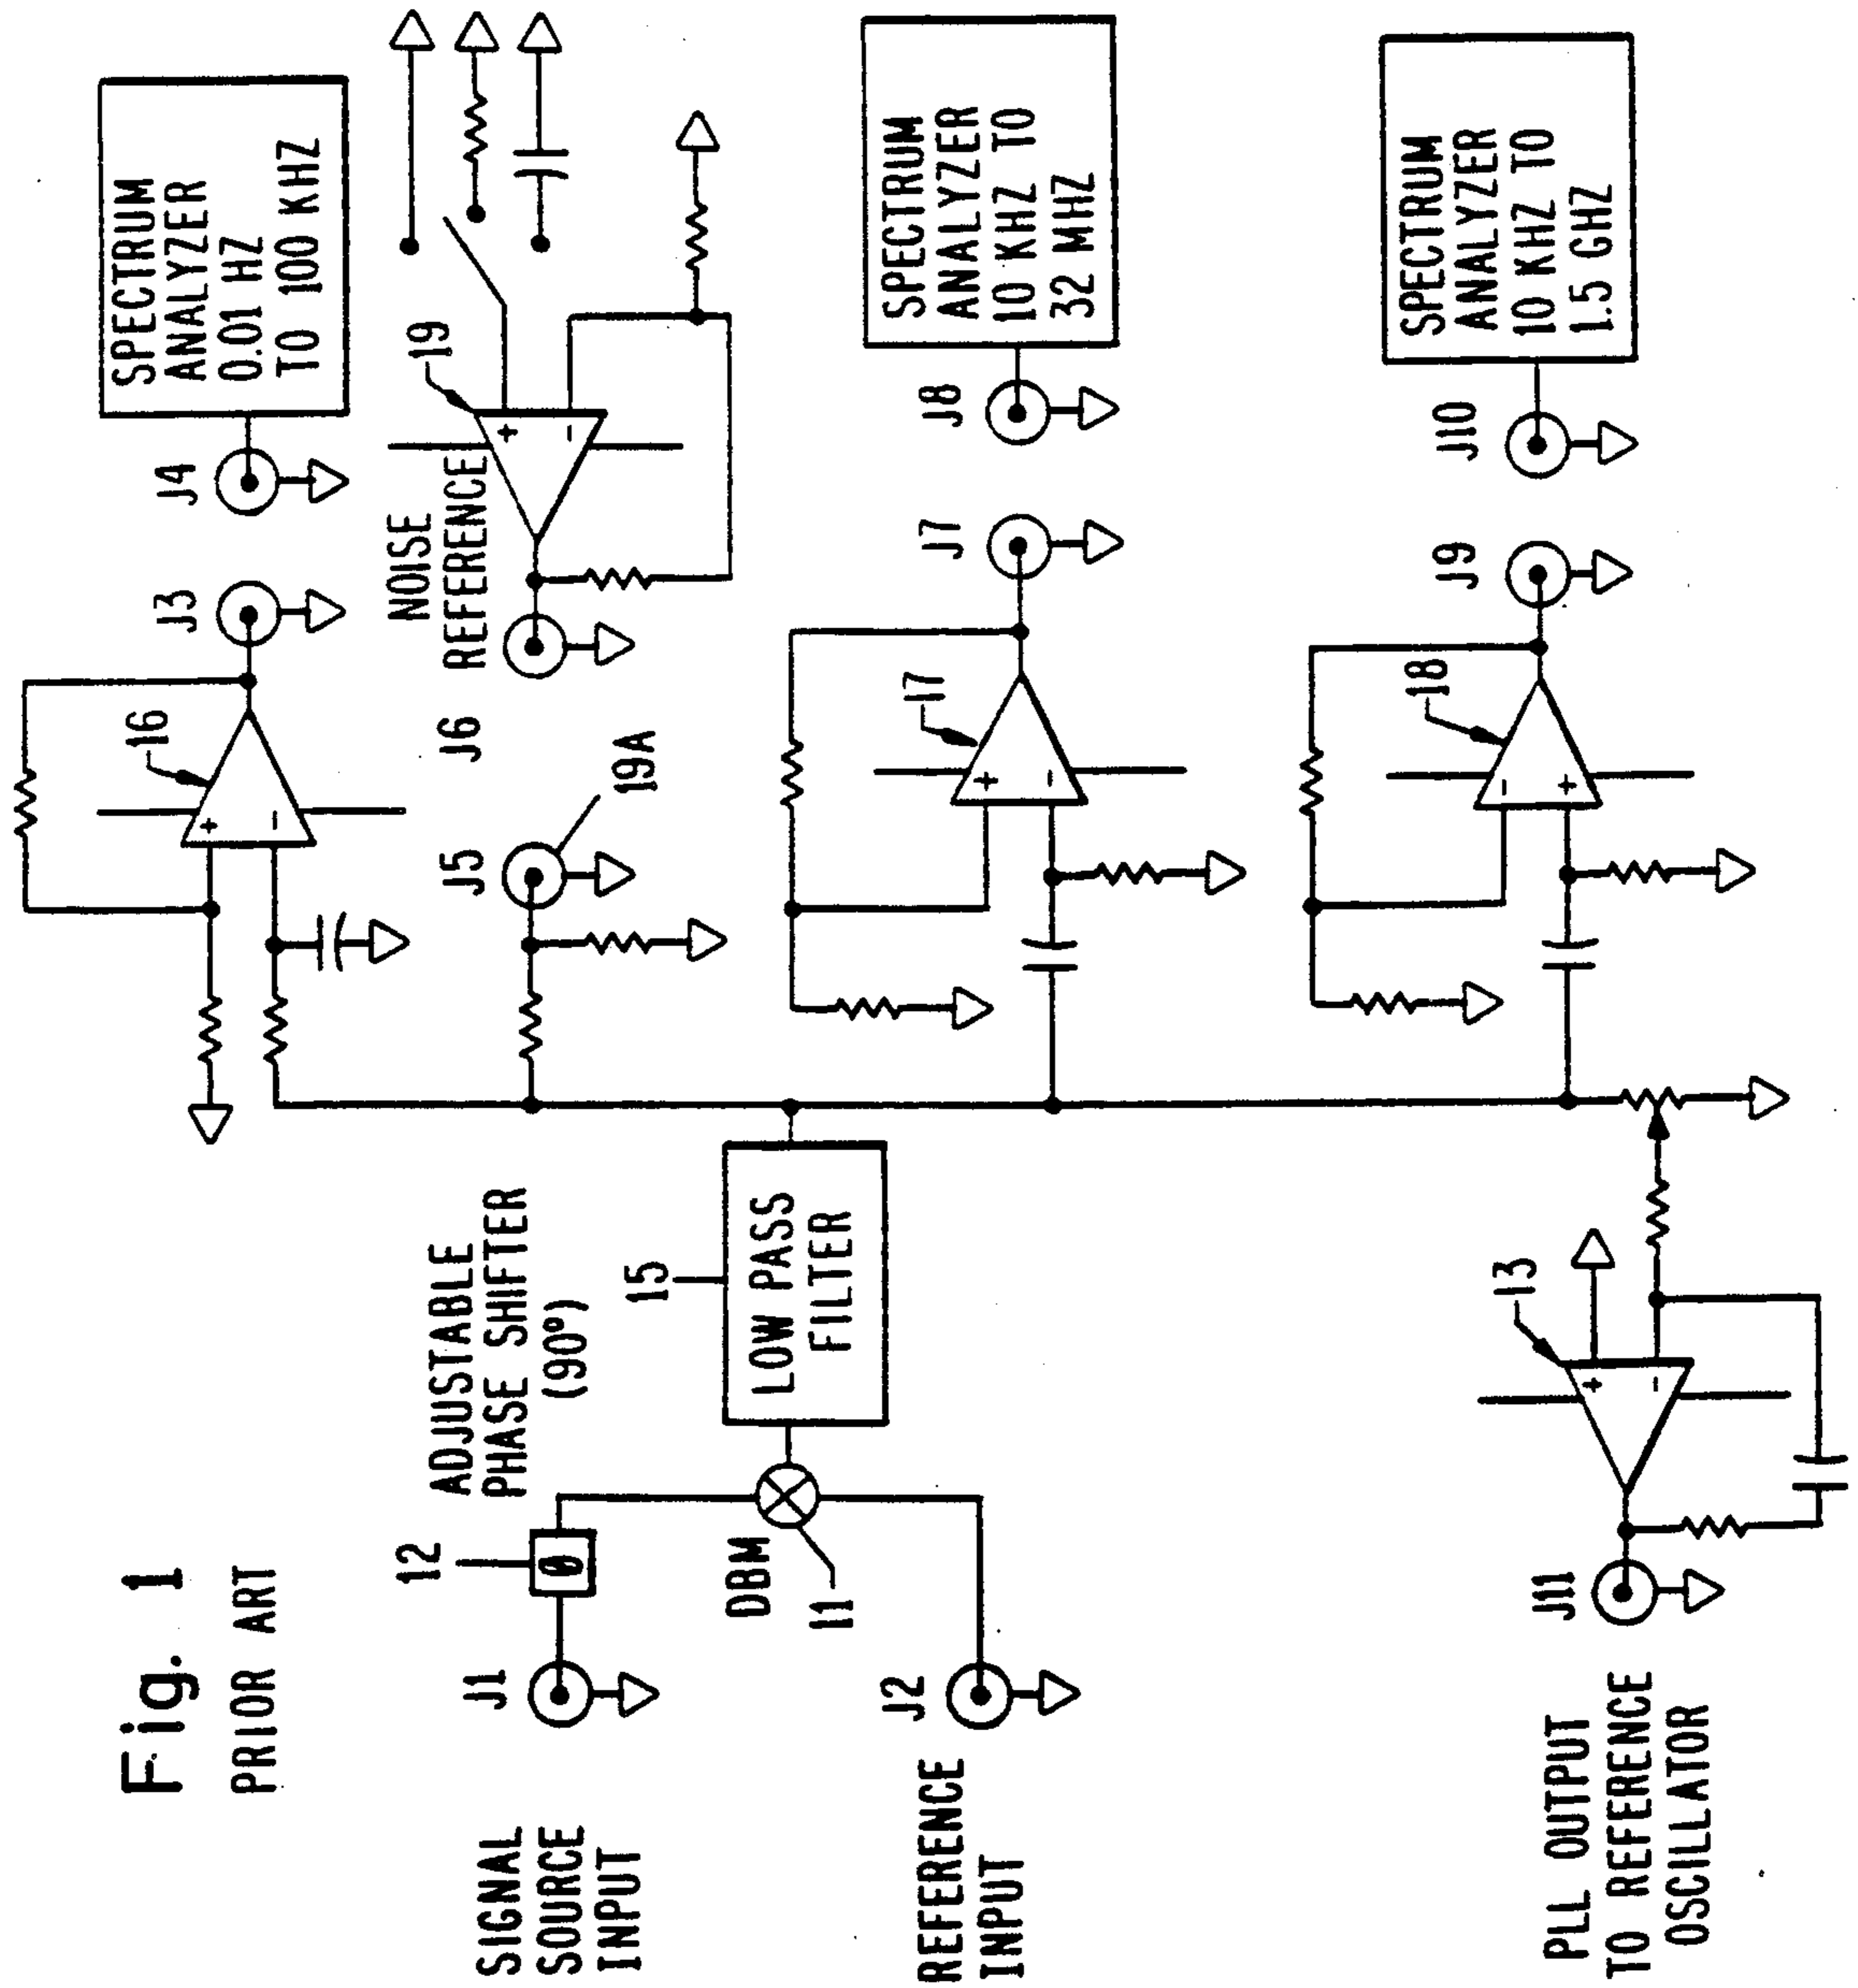 Fig. 1
PRIOR ART
SIGNAL
SOURCE
INPUT
J1
12
Ø
ADJUSTABLE
PHASE SHIFTER
(90°)
DBM
11
REFERENCE
INPUT
J2
15
LOW PASS
FILTER
16
+
-
J3
J4
SPECTRUM
ANALYZER
0.01 HZ
TO 100 KHZ
J5
19A
J6
NOISE
REFERENCE
19
+
-
17
+
-
J7
J8
SPECTRUM
ANALYZER
10 KHZ TO
32 MHZ
18
-
+
J9
J10
SPECTRUM
ANALYZER
10 KHZ TO
1.5 GHZ
PLL OUTPUT
TO REFERENCE
OSCILLATOR
J11
13
+
-